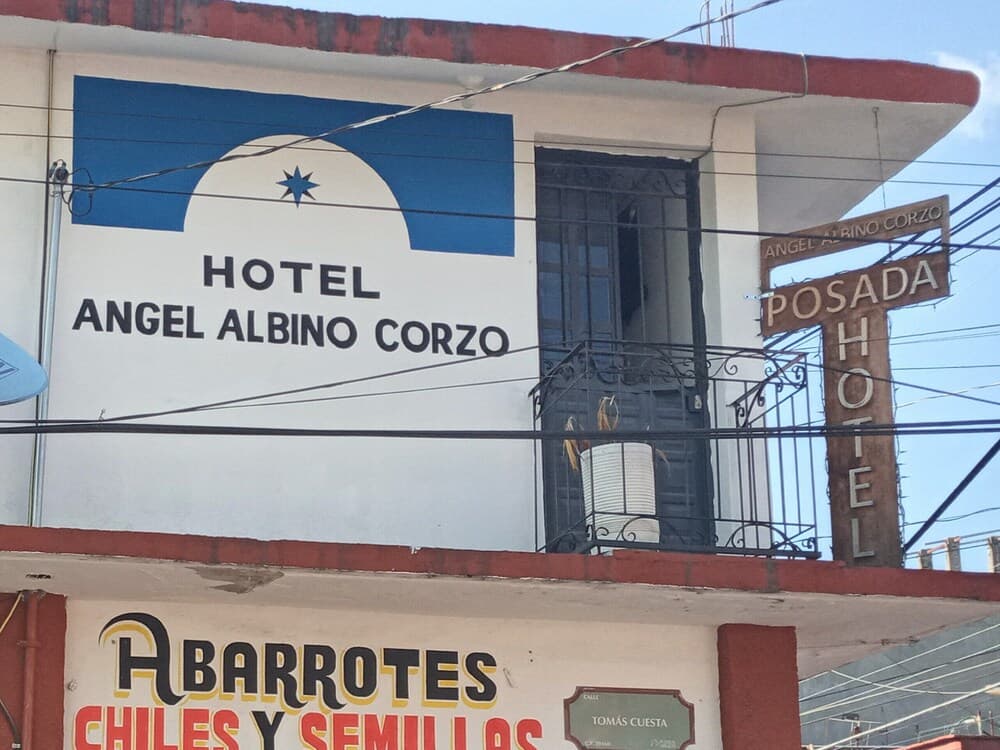 HOTEL
ANGEL ALBINO CORZO
ANGEL ALBINO CORZO
POSADA
HOTEL
ABARROTES
CHILES Y SEMILLAS
CALLE
TOMÁS CUESTA